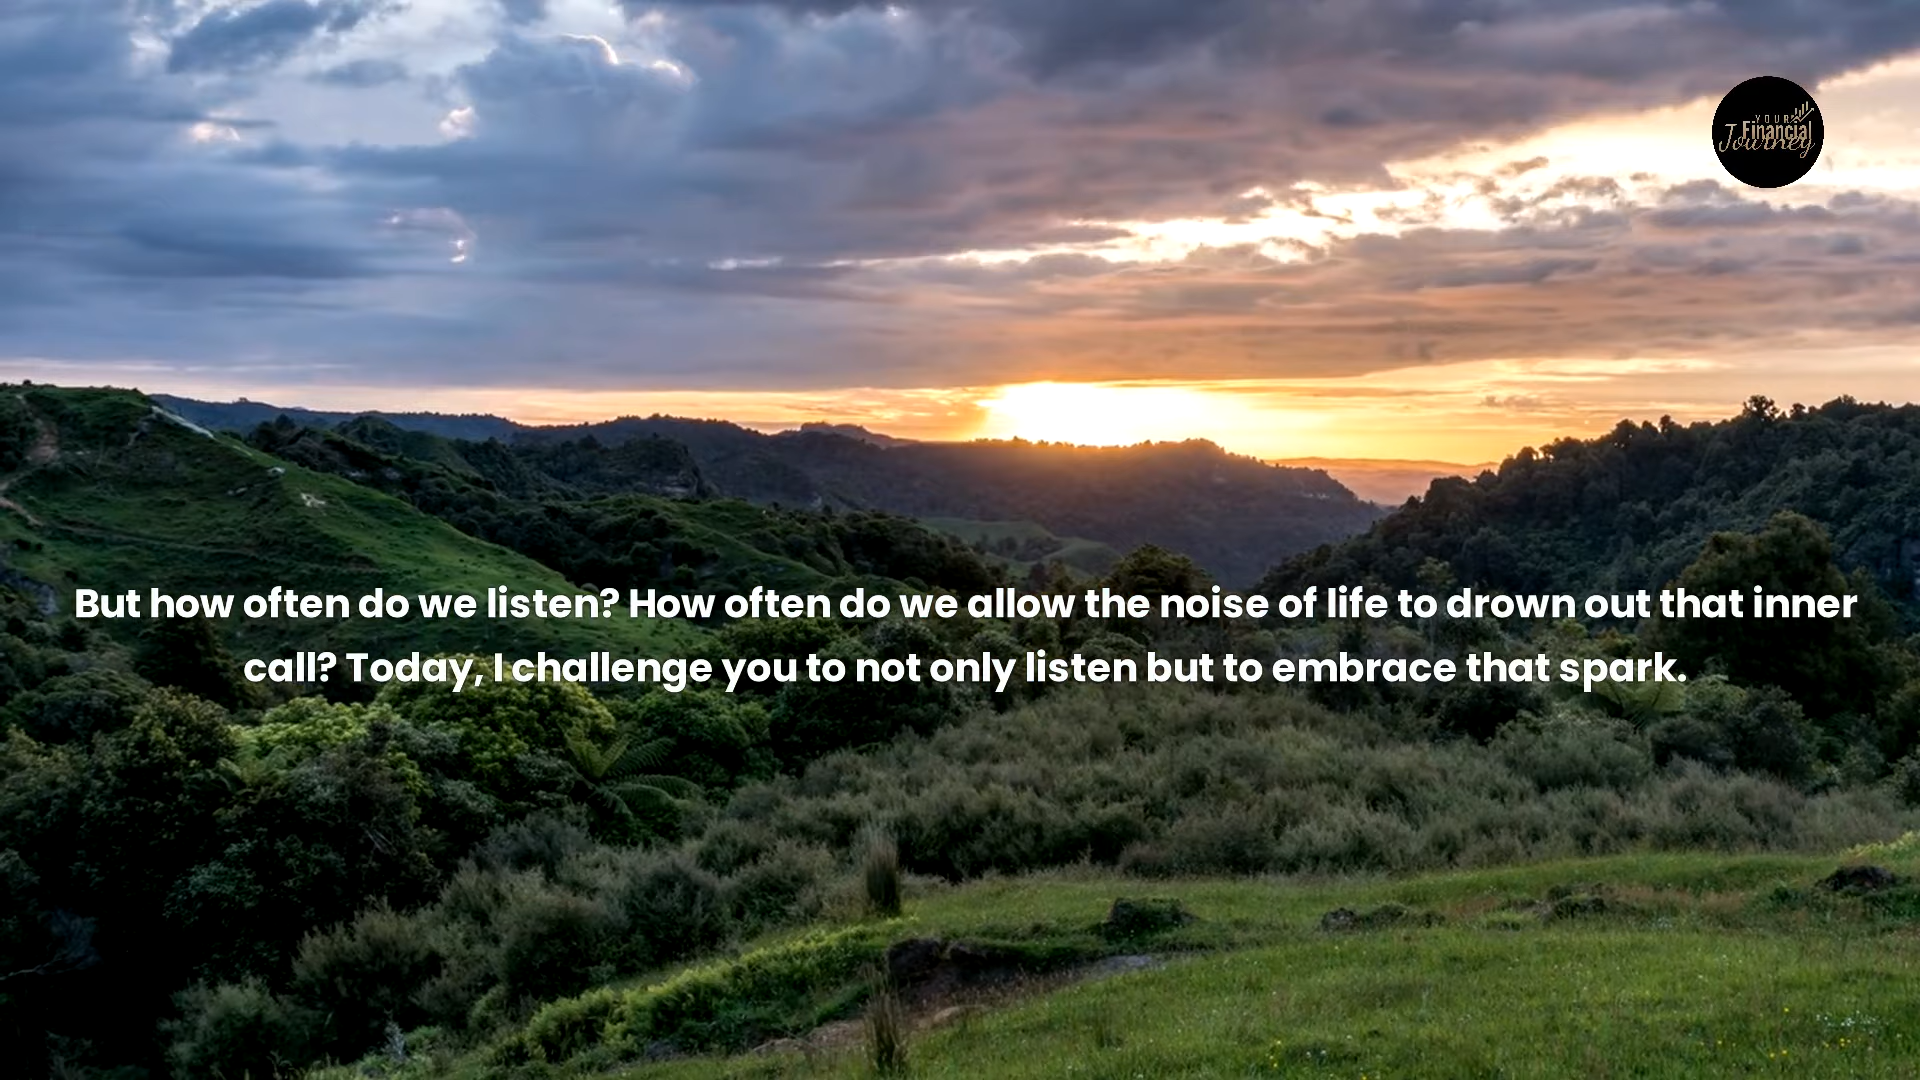 YOUR
Financial
Journey
But how often do we listen? How often do we allow the noise of life to drown out that inner
call? Today, I challenge you to not only listen but to embrace that spark.